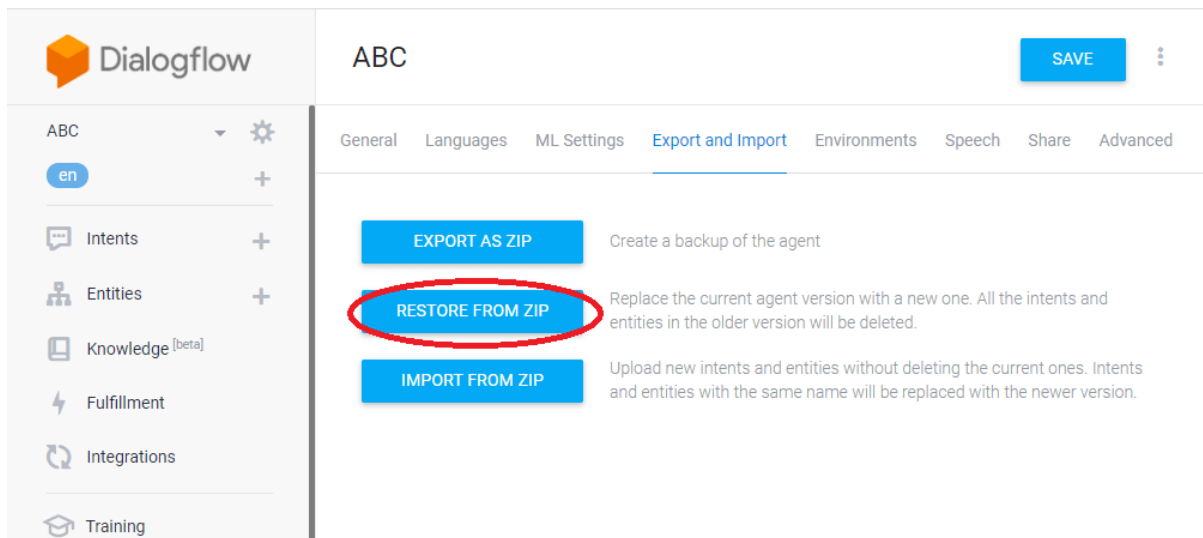 Dialogflow
ABC
SAVE
ABC
en
General Languages ML Settings Export and Import Environments Speech Share Advanced
Intents
Entities
Knowledge [beta]
Fulfillment
Integrations
Training
EXPORT AS ZIP
Create a backup of the agent
RESTORE FROM ZIP
Replace the current agent version with a new one. All the intents and
entities in the older version will be deleted.
IMPORT FROM ZIP
Upload new intents and entities without deleting the current ones. Intents
and entities with the same name will be replaced with the newer version.